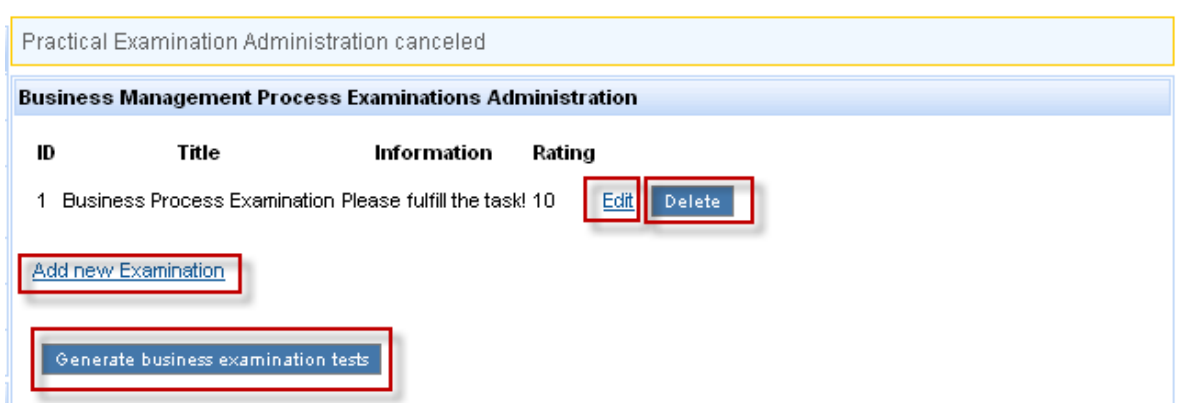 Practical Examination Administration canceled
Business Management Process Examinations Administration
ID Title Information Rating
1 Business Process Examination Please fulfill the task! 10 Edit Delete
Add new Examination
Generate business examination tests